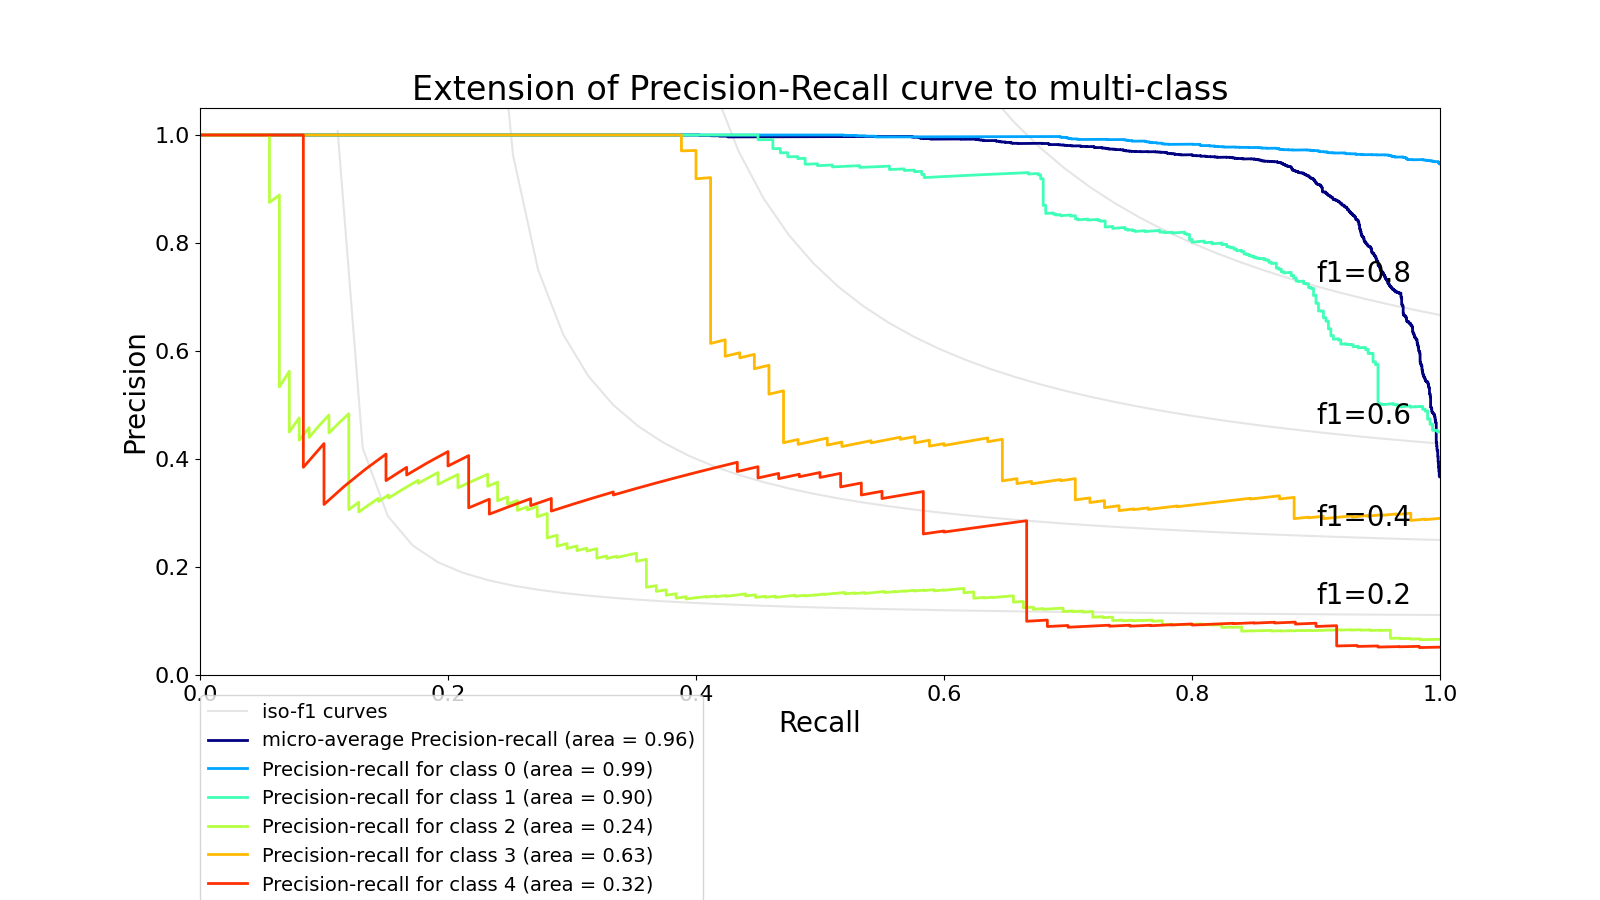 Extension of Precision-Recall curve to multi-class
Precision
1.0
0.8
0.6
0.4
0.2
0.0
f1=0.8
f1=0.6
f1=0.4
f1=0.2
0.0 0.2 0.4 0.6 0.8 1.0
Recall
iso-f1 curves
micro-average Precision-recall (area = 0.96)
Precision-recall for class 0 (area = 0.99)
Precision-recall for class 1 (area = 0.90)
Precision-recall for class 2 (area = 0.24)
Precision-recall for class 3 (area = 0.63)
Precision-recall for class 4 (area = 0.32)